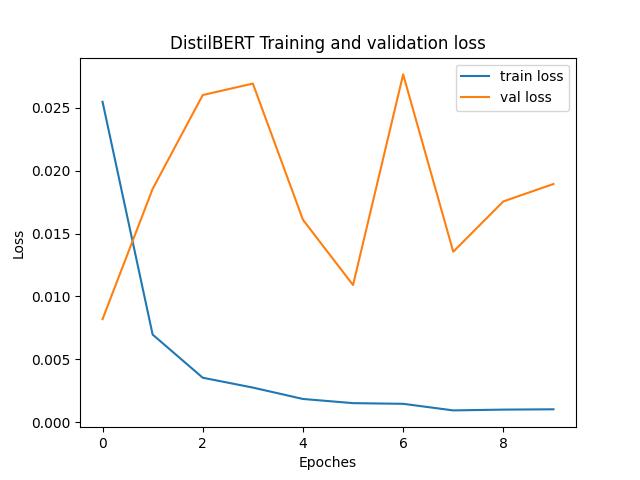 DistilBERT Training and validation loss
train loss
val loss
0.025
0.020
0.015
0.010
0.005
0.000
Loss
0 2 4 6 8
Epoches